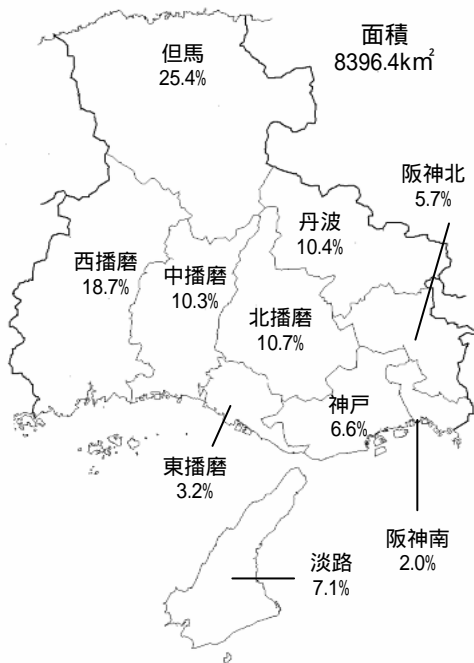 面積
8396.4k㎡
但馬
25.4%
阪神北
5.7%
丹波
10.4%
西播磨
18.7%
中播磨
10.3%
北播磨
10.7%
神戸
6.6%
東播磨
3.2%
阪神南
2.0%
淡路
7.1%